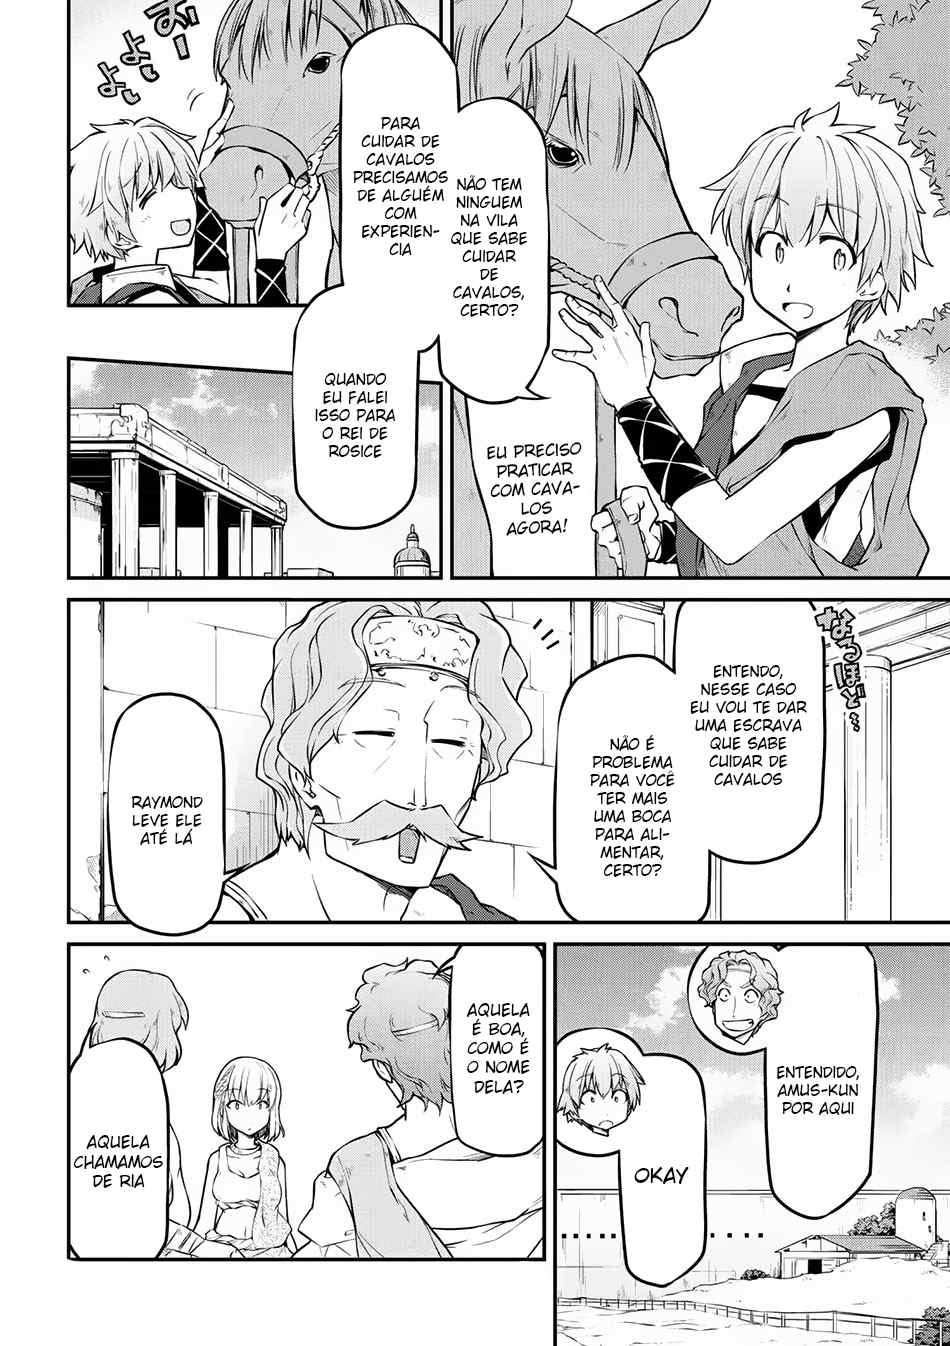 NÃO TEM
NINGUEM
NA VILA
QUE SABE
CUIDAR
DE
CAVALOS,
CERTO?
PARA
CUIDAR DE
CAVALOS
PRECISAMOS
DE ALGUÉM
COM
EXPERIEN-
CIA
どー
よし
よし
EU PRECISO
PRATICAR
COM CAVA-
LOS
AGORA!
QUANDO
EU FALEI
ISSO PARA
O REI DE
ROSICE
ENTENDO,
NESSE CASO
EU VOU TE DAR
UMA ESCRAVA
QUE SABE
CUIDAR DE
CAVALOS
NÃO É
PROBLEMA
PARA VOCÊ
TER MAIS
UMA BOCA
PARA ALI-
MENTAR,
CERTO?
RAYMOND
LEVE ELE
ATÉ LÁ
ENTENDIDO,
AMUS-KUN
POR AQUI
OKAY
AQUELA
É BOA,
COMO É
O NOME
DELA?
AQUELA
CHAMAMOS
DE RIA